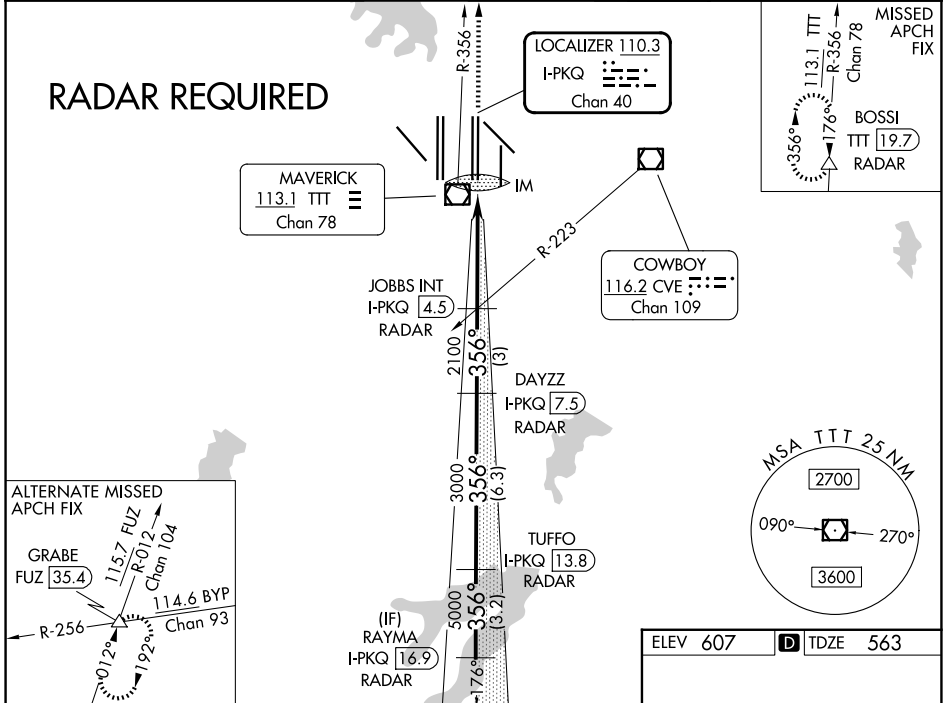 RADAR REQUIRED
R-356
LOCALIZER 110.3
I-PKQ
Chan 40
MISSED
APCH
FIX
113.1 TTT
R-356
Chan 78
356°
176°
BOSSI
TTT 19.7
RADAR
MAVERICK
113.1 TTT
Chan 78
IM
R-223
COWBOY
116.2 CVE
Chan 109
JOBBS INT
I-PKQ 4.5
RADAR
2100
356°
(3)
DAYZZ
I-PKQ 7.5
RADAR
3000
356°
(6.3)
TUFFO
I-PKQ 13.8
RADAR
5000
356°
(3.2)
(IF)
RAYMA
I-PKQ 16.9
RADAR
176°
MSA TTT 25 NM
2700
090°
270°
3600
ALTERNATE MISSED
APCH FIX
115.7 FUZ
R-012
Chan 104
GRABE
FUZ 35.4
114.6 BYP
Chan 93
R-256
012°
192°
ELEV 607 D TDZE 563